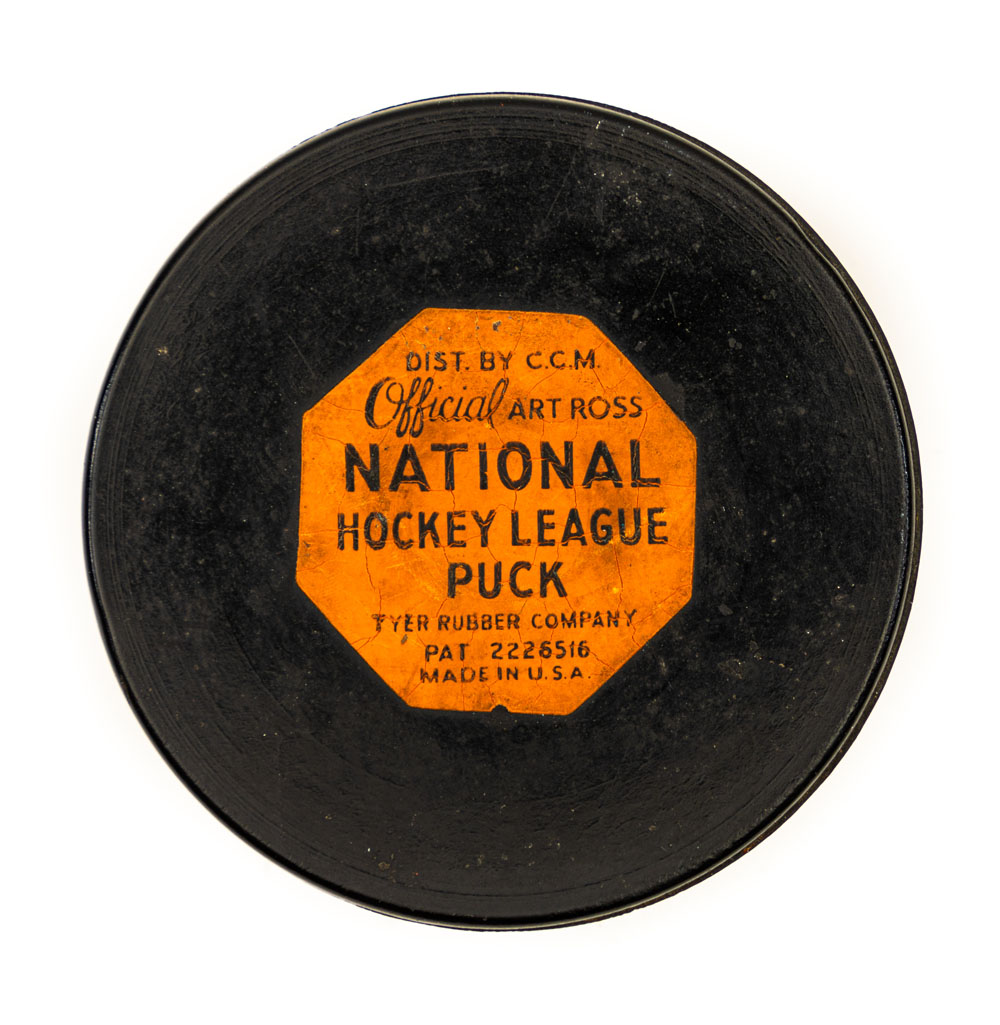 DIST. BY C.C.M.
Official ART ROSS
NATIONAL
HOCKEY LEAGUE
PUCK
TYER RUBBER COMPANY
PAT 2226516
MADE IN U.S.A.